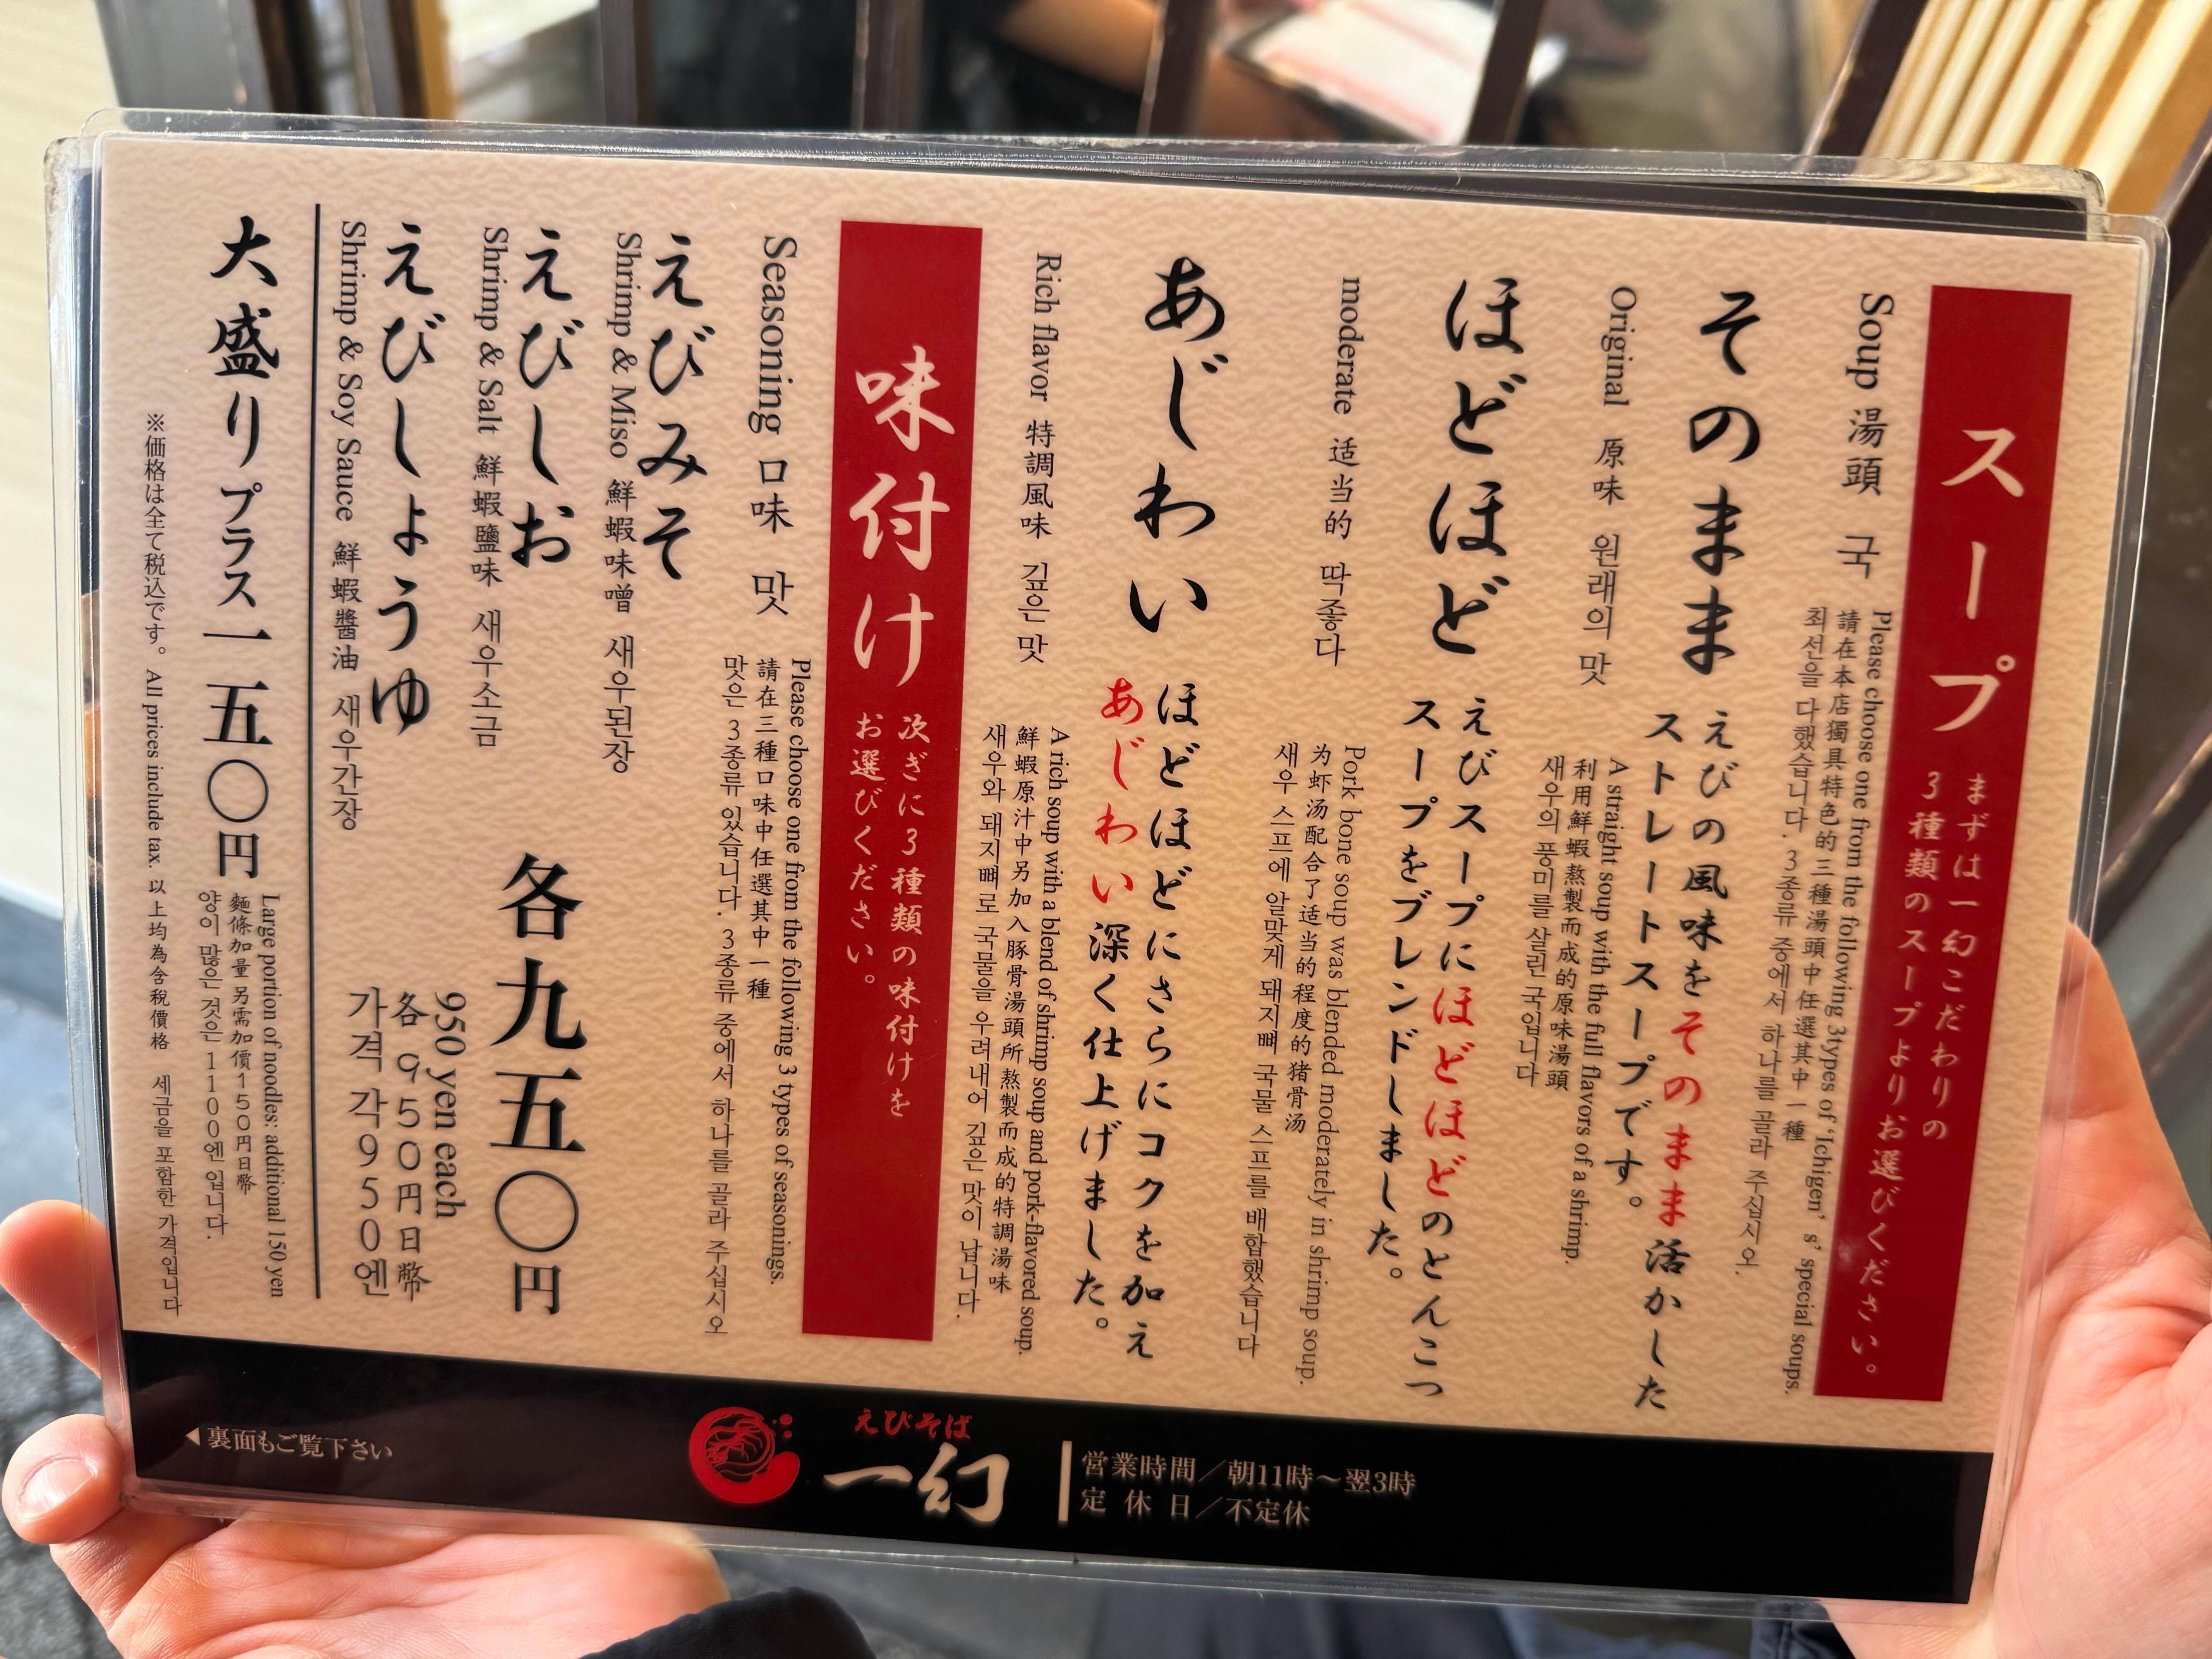 スープ
まずは一幻こだわりの
3種類のスープよりお選びください。
Soup 湯頭 국
Please choose one from the following 3types of 'Ichigen' s' special soups.
請在本店獨具特色的三種湯頭中任選其中一種
최선을 다했습니다. 3종류 중에서 하나를 골라 주십시오.
そのまま
Original 原味 원래의 맛
えびの風味をそのまま活かした
ストレートスープです。
A straight soup with the full flavors of a shrimp.
利用鮮蝦熬製而成的原味湯頭
새우의 풍미를 살린 국입니다
ほどほど
moderate 适当的 딱좋다
えびスープにほどほどのとんこつ
スープをブレンドしました。
Pork bone soup was blended moderately in shrimp soup.
为虾汤配合了适当的程度的猪骨汤
새우 스프에 알맞게 돼지뼈 국물 스프를 배합했습니다
あじわい
Rich flavor 特調風味 깊은 맛
ほどほどにさらにコクを加え
あじわい深く仕上げました。
A rich soup with a blend of shrimp soup and pork-flavored soup.
鮮蝦原汁中另加入豚骨湯頭所熬製而成的特調湯味
새우와 돼지뼈로 국물을 우려내어 깊은 맛이 납니다.
味付け
次ぎに3種類の味付けを
お選びください。
Seasoning 口味 맛
Please choose one from the following 3 types of seasonings.
請在三種口味中任選其中一種
맛은 3종류 있습니다. 3종류 중에서 하나를 골라 주십시오
えびみそ
Shrimp & Miso 鮮蝦味噌 새우된장
えびしお
Shrimp & Salt 鮮蝦鹽味 새우소금
えびしょうゆ
Shrimp & Soy Sauce 鮮蝦醬油 새우간장
各九五〇円
950 yen each
各950円日幣
가격 각950엔
大盛りプラス一五〇円
Large portion of noodles: additional 150 yen
麵條加量另需加價150円日幣
양이 많은 것은 1100엔 입니다.
※価格は全て税込です。 All prices include tax. 以上均為含稅價格 세금을 포함한 가격입니다
◀裏面もご覧下さい
えびそば
一幻
営業時間／朝11時～翌3時
定休日／不定休